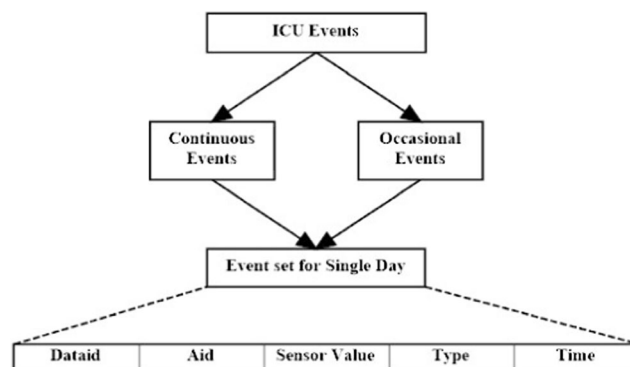 ICU Events
Continuous
Events
Occasional
Events
Event set for Single Day
Dataid Aid Sensor Value Type Time